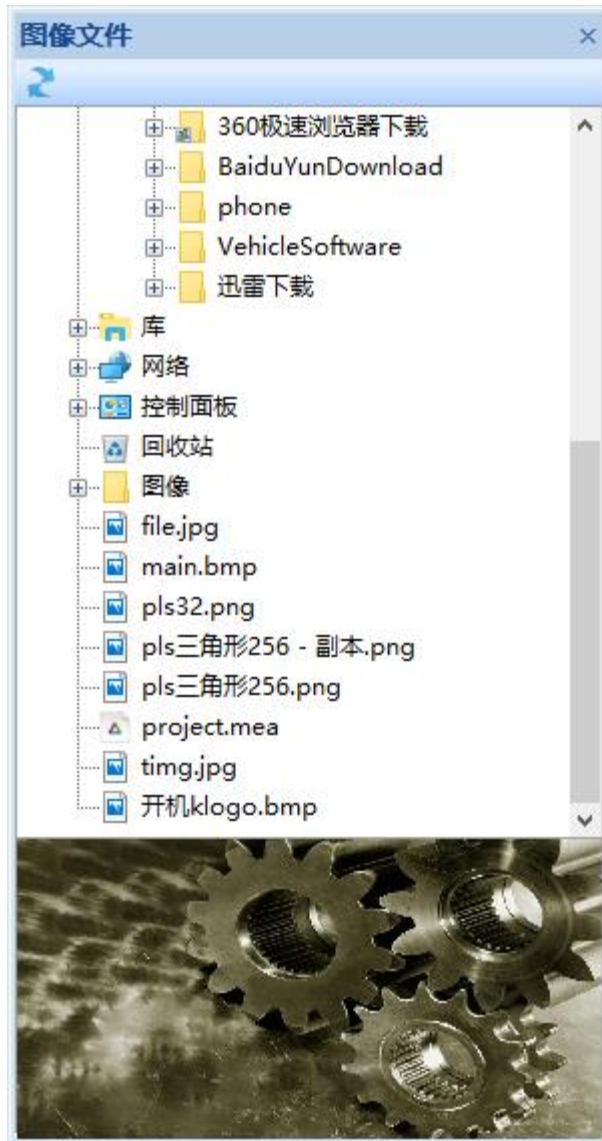 图像文件
360极速浏览器下载
BaiduYunDownload
phone
VehicleSoftware
迅雷下载
库
网络
控制面板
回收站
图像
file.jpg
main.bmp
pls32.png
pls三角形256 - 副本.png
pls三角形256.png
project.mea
timg.jpg
开机klogo.bmp